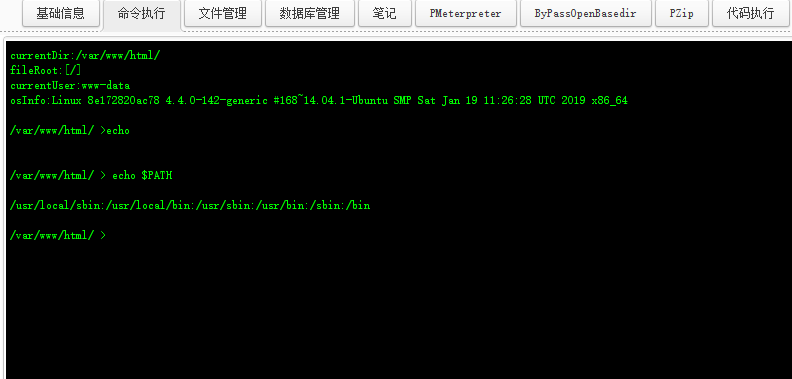 基础信息 命令执行 文件管理 数据库管理 笔记 PMeterpreter ByPassOpenBasedir PZip 代码执行
currentDir:/var/www/html/
fileRoot:[/]
currentUser:www-data
osInfo:Linux 8e172820ac78 4.4.0-142-generic #168~14.04.1-Ubuntu SMP Sat Jan 19 11:26:28 UTC 2019 x86_64
/var/www/html/ >echo
/var/www/html/ > echo $PATH
/usr/local/sbin:/usr/local/bin:/usr/sbin:/usr/bin:/sbin:/bin
/var/www/html/ >